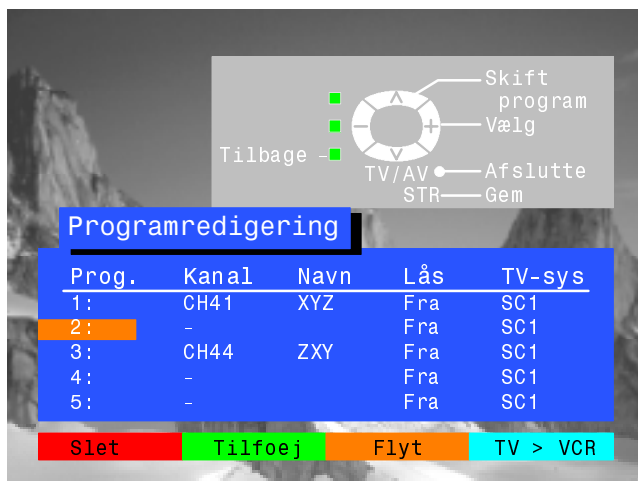 Skift
program
Vælg
Tilbage
TV/AV
Afslutte
STR
Gem
Programredigering
Prog. Kanal Navn Lås TV-sys
1: CH41 XYZ Fra SC1
2: - Fra SC1
3: CH44 ZXY Fra SC1
4: - Fra SC1
5: - Fra SC1
Slet Tilfoej Flyt TV > VCR